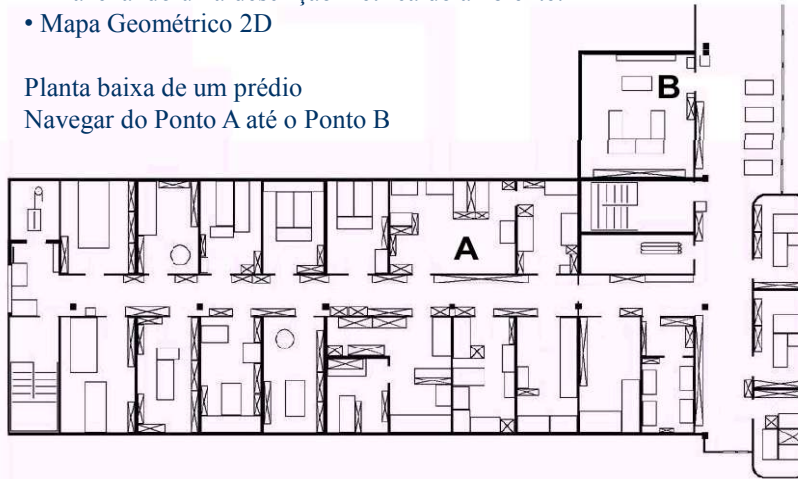 • Mapa Geométrico 2D
Planta baixa de um prédio
Navegar do Ponto A até o Ponto B
B
A